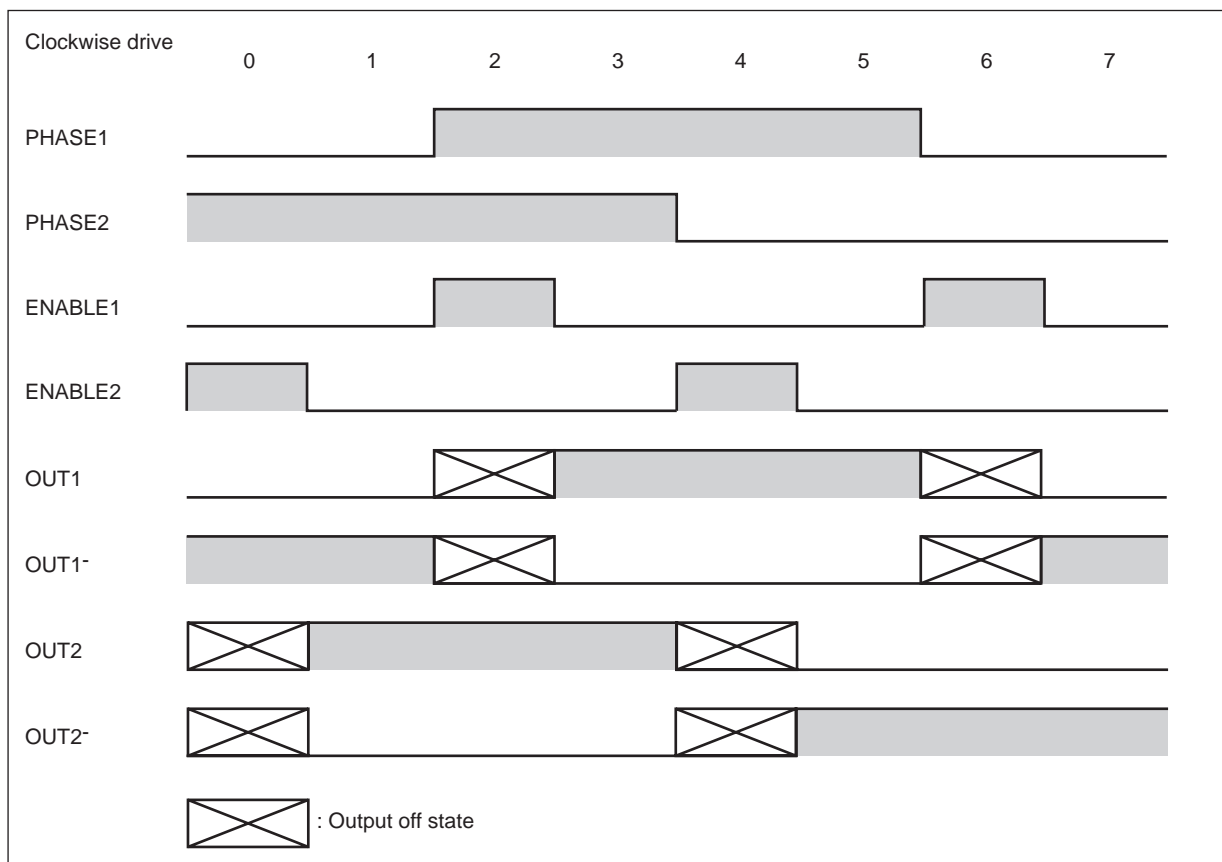 Clockwise drive
0 1 2 3 4 5 6 7
PHASE1
PHASE2
ENABLE1
ENABLE2
OUT1
OUT1-
OUT2
OUT2-
: Output off state